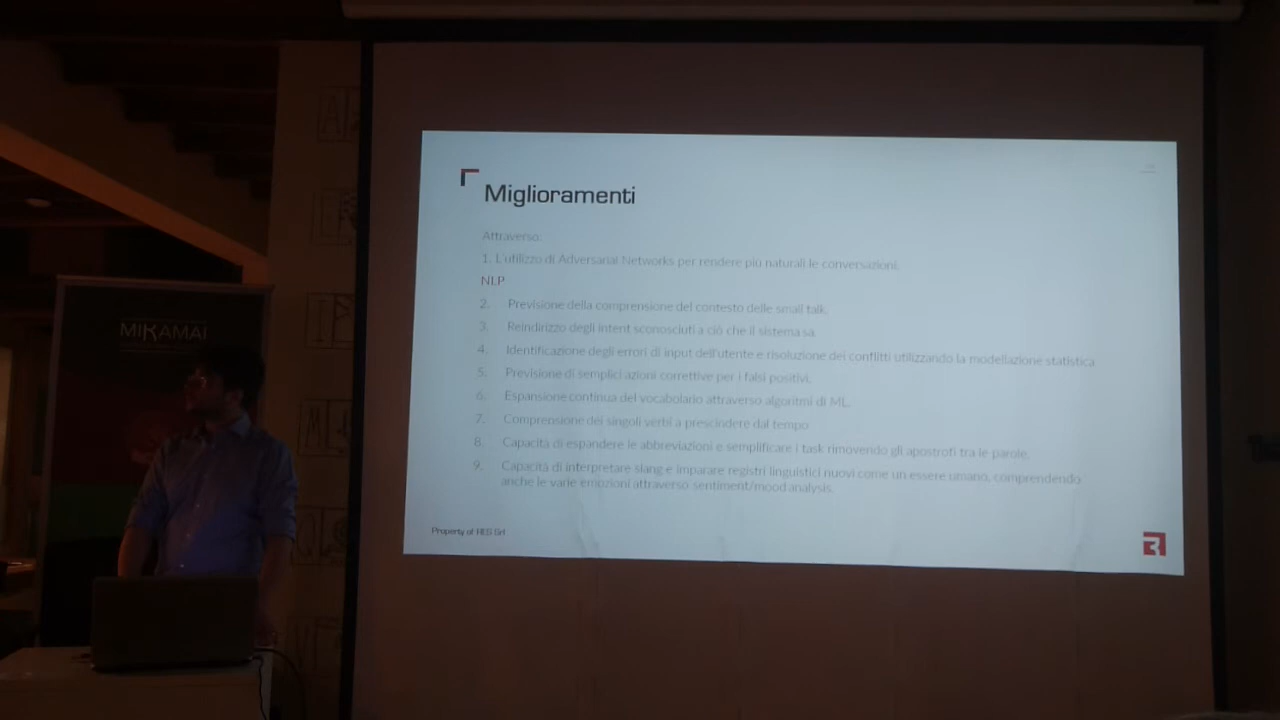 MIKAMAI
Miglioramenti
Attraverso:
1. L'utilizzo di Adversarial Networks per rendere più naturali le conversazioni.
NLP
2. Previsione della comprensione del contesto delle small talk.
3. Reindirizzo degli intent sconosciuti a ciò che il sistema sa.
4. Identificazione degli errori di input dell'utente e risoluzione dei conflitti utilizzando la modellazione statistica
5. Previsione di semplici azioni correttive per i falsi positivi.
6. Espansione continua del vocabolario attraverso algoritmi di ML.
7. Comprensione dei singoli verbi a prescindere dal tempo
8. Capacità di espandere le abbreviazioni e semplificare i task rimovendo gli apostrofi tra le parole.
9. Capacità di interpretare slang e imparare registri linguistici nuovi come un essere umano, comprendendo
anche le varie emozioni attraverso sentiment/mood analysis.
Property of RES Srl